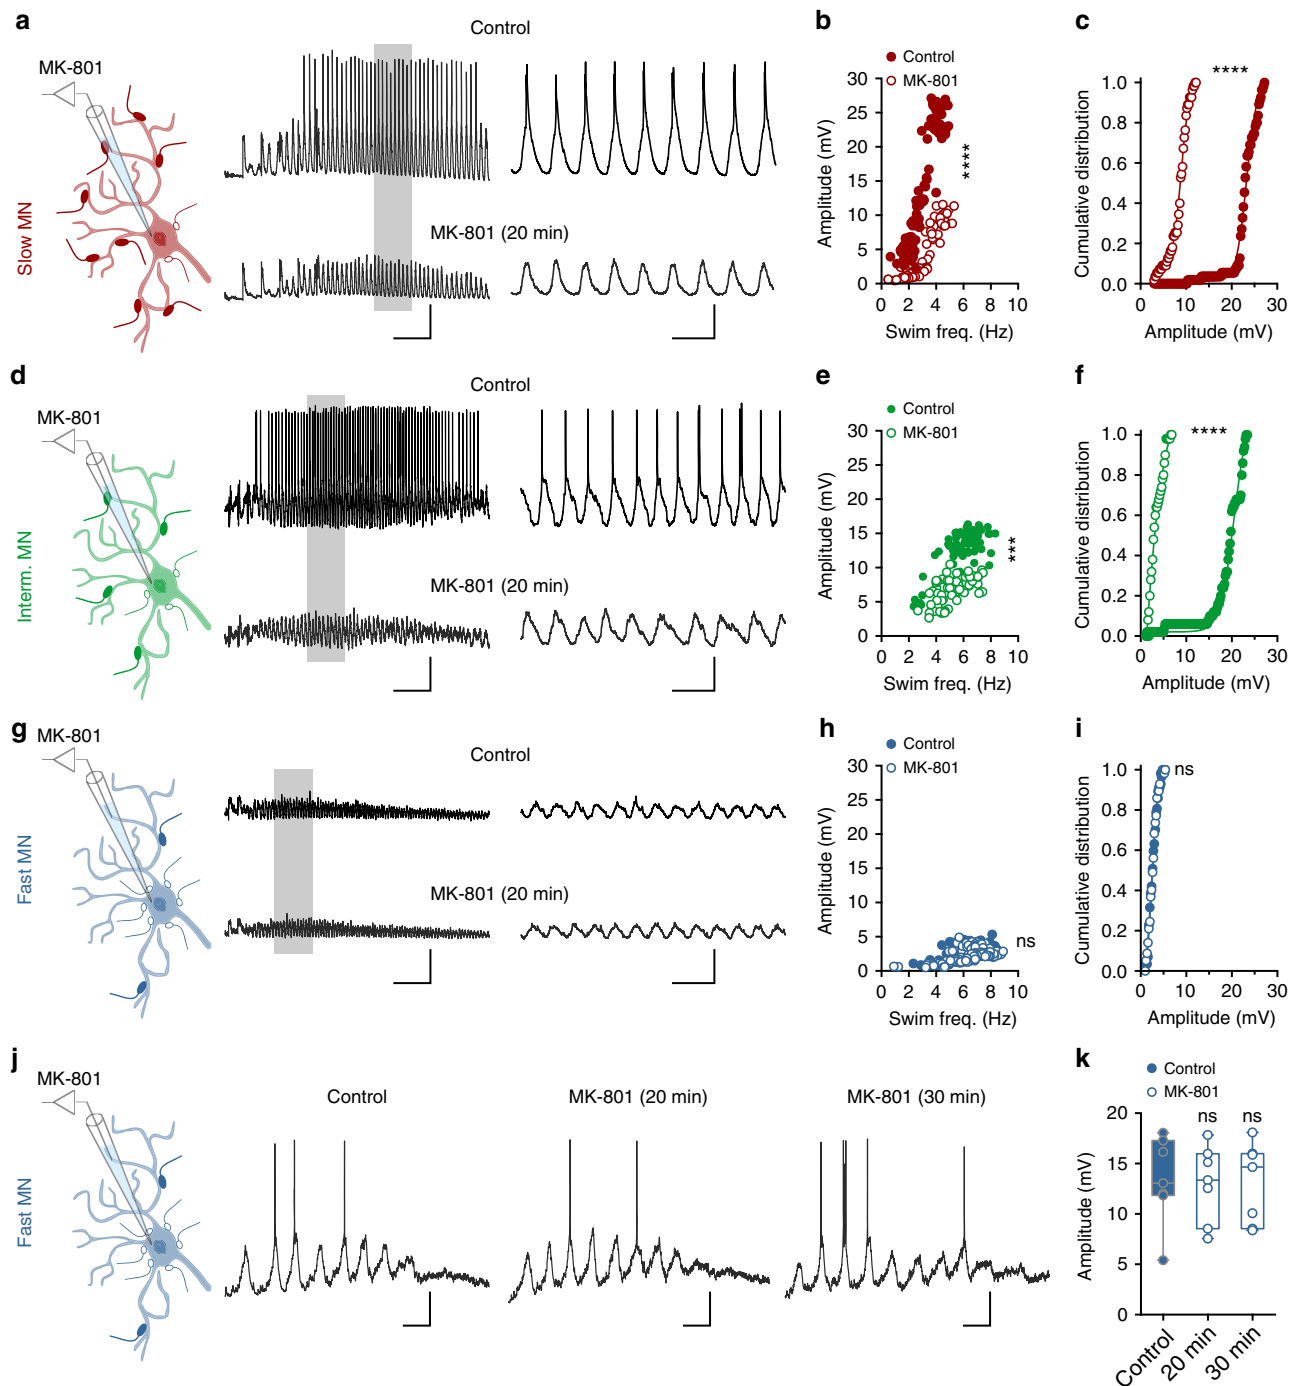 a
Control
MK-801
MK-801 (20 min)
Slow MN
b
Control
MK-801
30
25
20
15
10
5
0
Amplitude (mV)
****
0 2 4 6 8 10
Swim freq. (Hz)
c
****
1.0
0.8
0.6
0.4
0.2
0.0
Cumulative distribution
0 10 20 30
Amplitude (mV)
d
Control
MK-801
MK-801 (20 min)
Interm. MN
e
Control
MK-801
30
25
20
15
10
5
0
Amplitude (mV)
***
0 2 4 6 8 10
Swim freq. (Hz)
f
****
1.0
0.8
0.6
0.4
0.2
0.0
Cumulative distribution
0 10 20 30
Amplitude (mV)
g
MK-801
Control
MK-801 (20 min)
Fast MN
h
Control
MK-801
30
25
20
15
10
5
0
Amplitude (mV)
ns
0 2 4 6 8 10
Swim freq. (Hz)
i
ns
1.0
0.8
0.6
0.4
0.2
0.0
Cumulative distribution
0 10 20 30
Amplitude (mV)
j
MK-801
Control
MK-801 (20 min)
MK-801 (30 min)
Fast MN
k
Control
MK-801
ns ns
20
15
10
5
0
Amplitude (mV)
Control
20 min
30 min